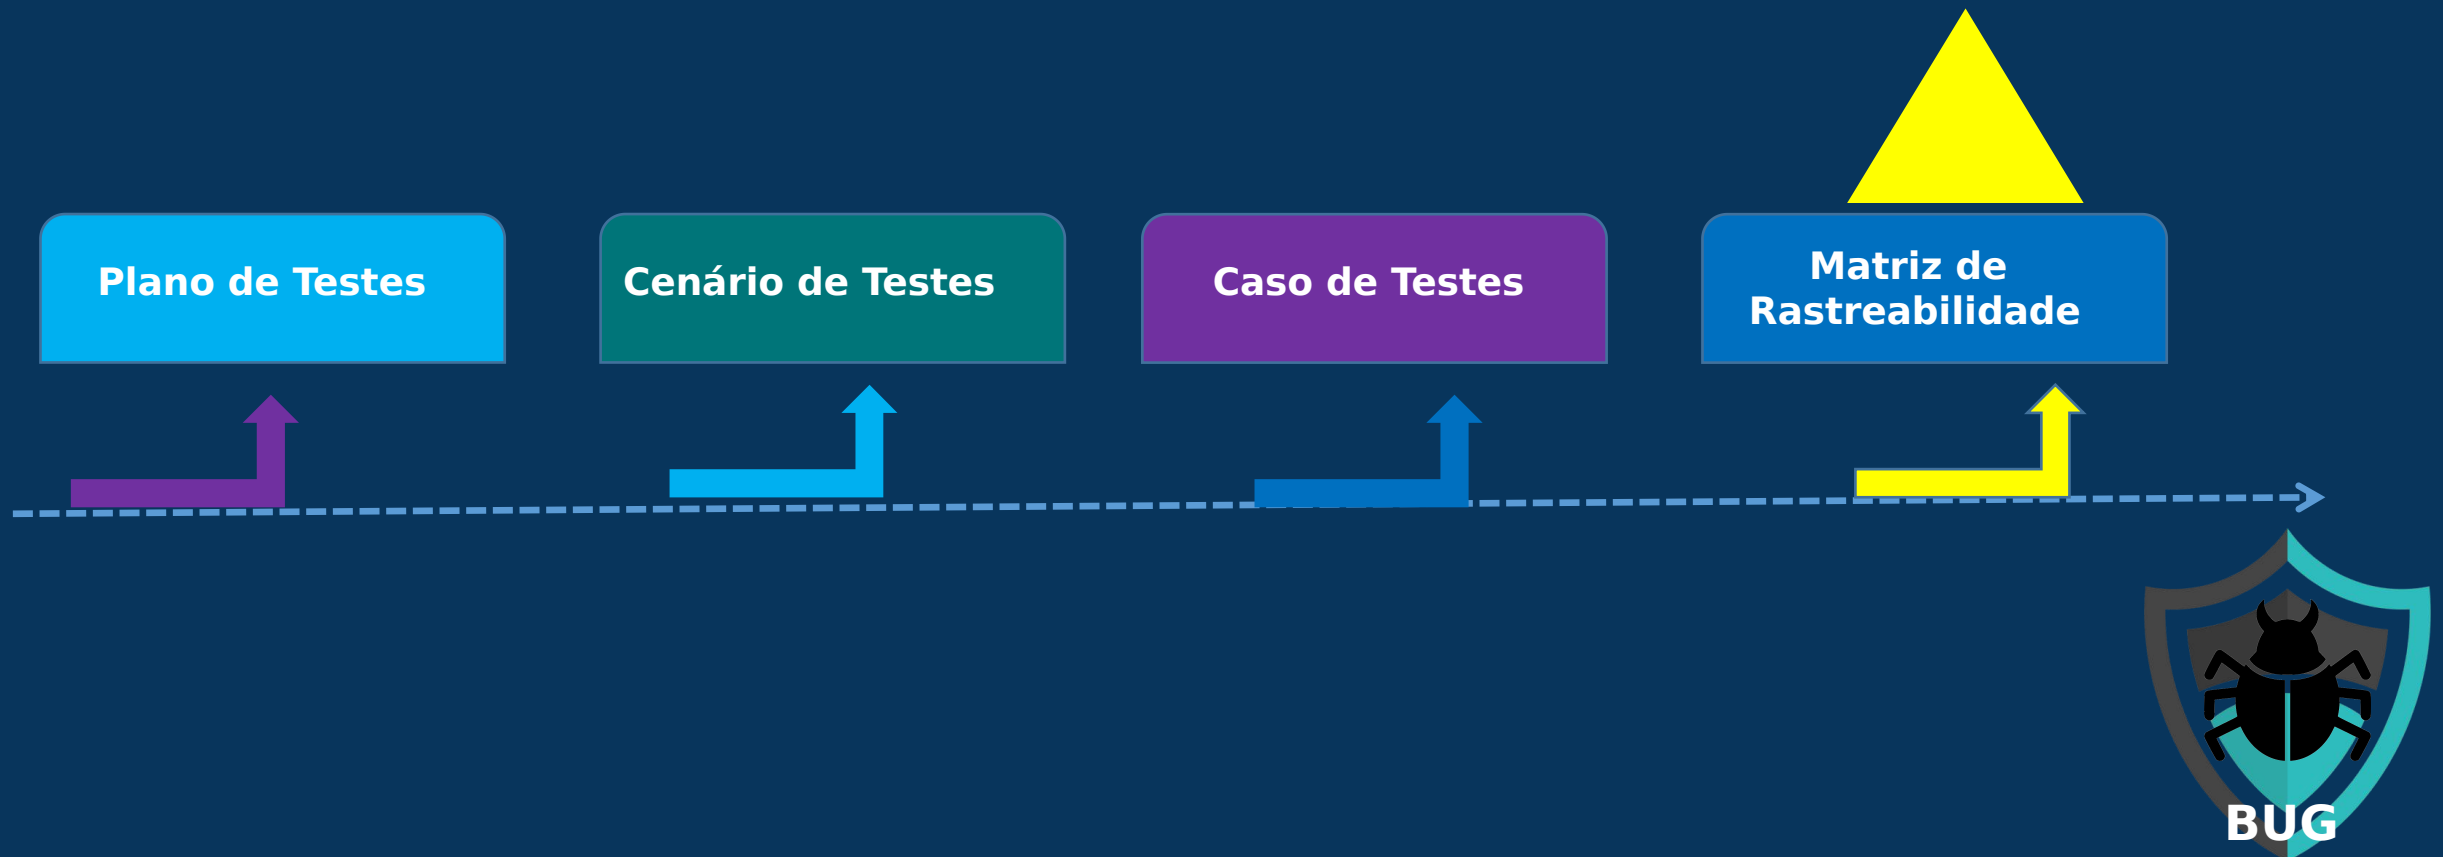 Plano de Testes
Cenário de Testes
Caso de Testes
Matriz de
Rastreabilidade
BUG